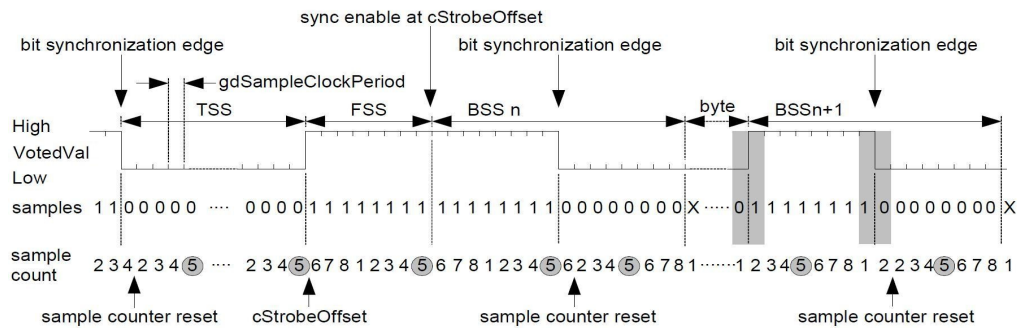 sync enable at cStrobeOffset
bit synchronization edge bit synchronization edge bit synchronization edge
gdSampleClockPeriod
TSS FSS BSS n byte BSSn+1
High
VotedVal
Low
samples 1 1 0 0 0 0 0 0 ···· 0 0 0 0 1 1 1 1 1 1 1 1 1 1 1 1 1 1 1 1 0 0 0 0 0 0 0 0 X ····· 0 1 1 1 1 1 1 1 1 0 0 0 0 0 0 0 0 X
sample count 2 3 4 2 3 4 5 ···· 2 3 4 5 6 7 8 1 2 3 4 5 6 7 8 1 2 3 4 5 6 2 3 4 5 6 7 8 1 ······· 1 2 3 4 5 6 7 8 1 2 2 3 4 5 6 7 8 1
sample counter reset cStrobeOffset sample counter reset sample counter reset